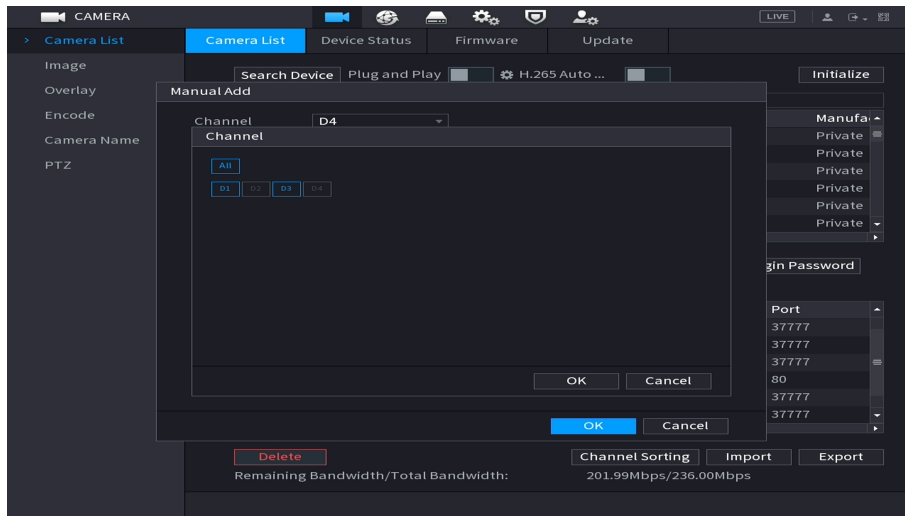 CAMERA LIVE
Camera List
Image
Overlay
Encode
Camera Name
PTZ
Camera List Device Status Firmware Update
Search Device Plug and Play H.265 Auto ... Initialize
Manual Add
Channel D4
Channel
All
D1 D2 D3 D4
OK Cancel
OK Cancel
Manufa
Private
Private
Private
Private
Private
Private
gin Password
Port
37777
37777
37777
80
37777
37777
Delete Channel Sorting Import Export
Remaining Bandwidth/Total Bandwidth: 201.99Mbps/236.00Mbps